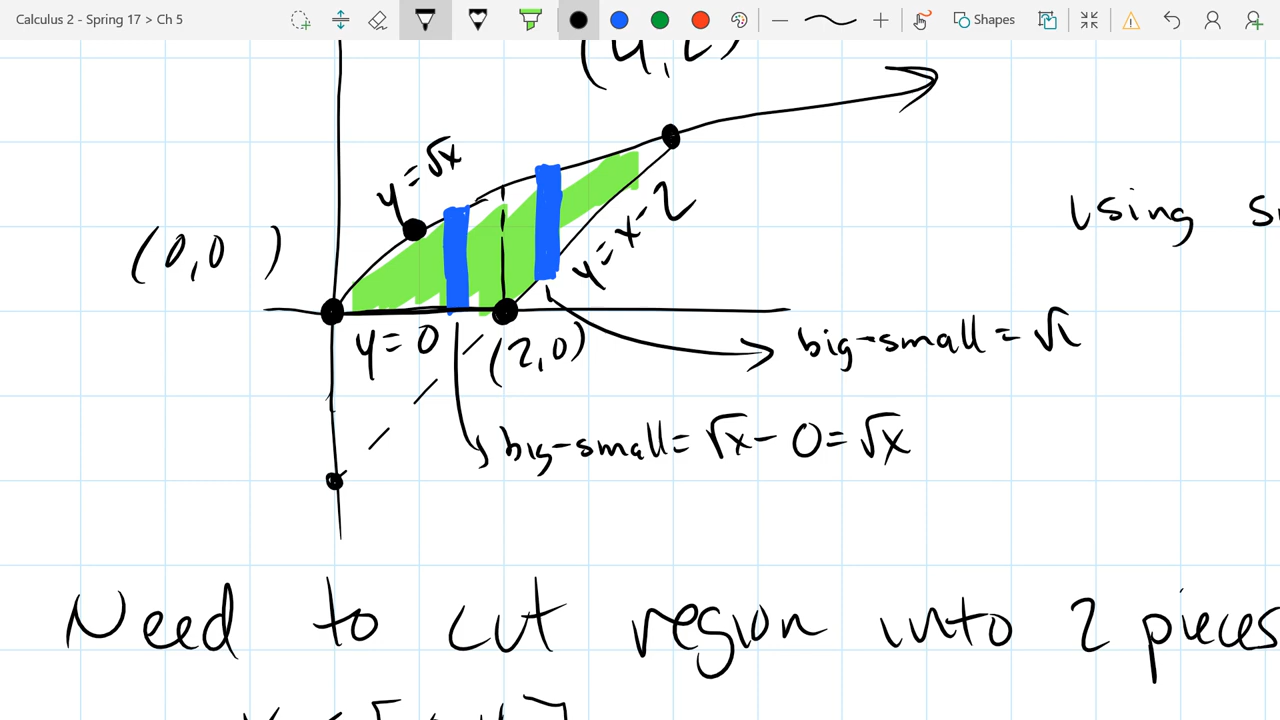 Calculus 2 - Spring 17 > Ch 5
Shapes
y=√x
(0,0)
y=x-2
using
y=0
(2,0)
big-small = √x
big-small= √x - 0 = √x
Need to cut region into 2 pieces